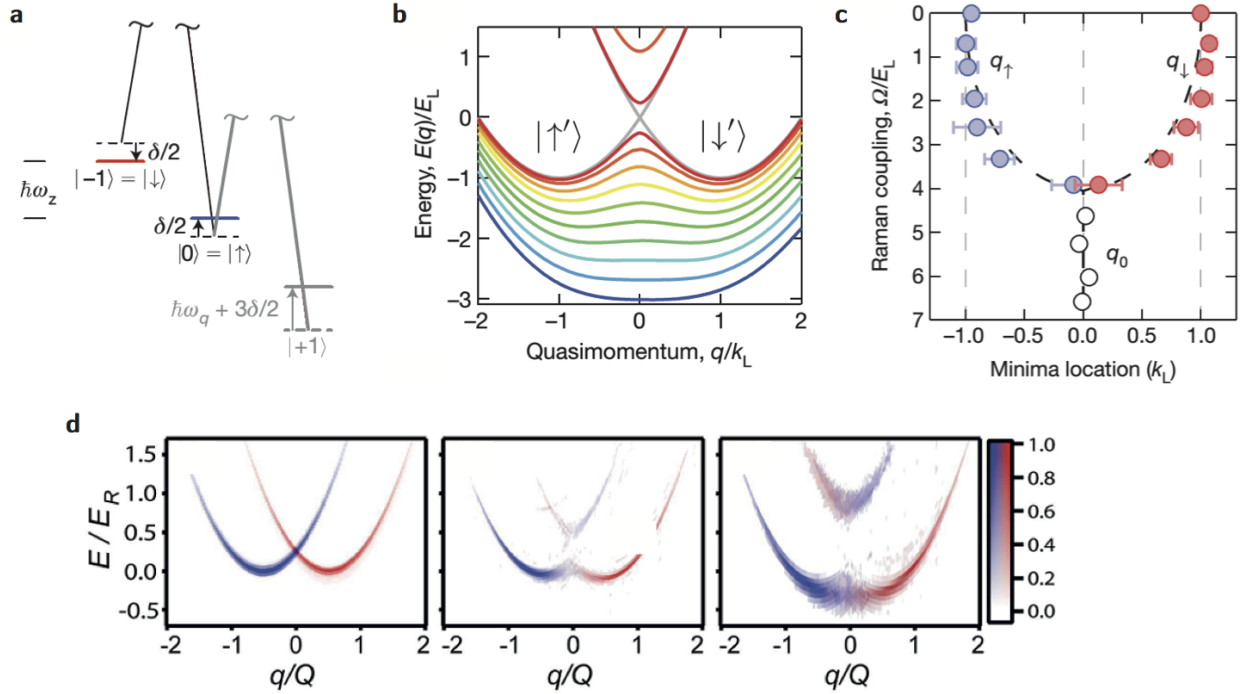 a
δ/2
|−1⟩ = |↓⟩
ħω_z
δ/2
|0⟩ = |↑⟩
ħω_q + 3δ/2
|+1⟩
b
Energy, E(q)/E_L
1
0
−1
−2
−3
|↑′⟩
|↓′⟩
−2
−1
0
1
2
Quasimomentum, q/k_L
c
Raman coupling, Ω/E_L
0
1
2
3
4
5
6
7
q_↑
q_↓
q_0
−1.0
−0.5
0.0
0.5
1.0
Minima location (k_L)
d
E / E_R
1.5
1.0
0.5
0.0
-0.5
-2
-1
0
1
2
q/Q
-2
-1
0
1
2
q/Q
-2
-1
0
1
2
q/Q
1.0
0.8
0.6
0.4
0.2
0.0